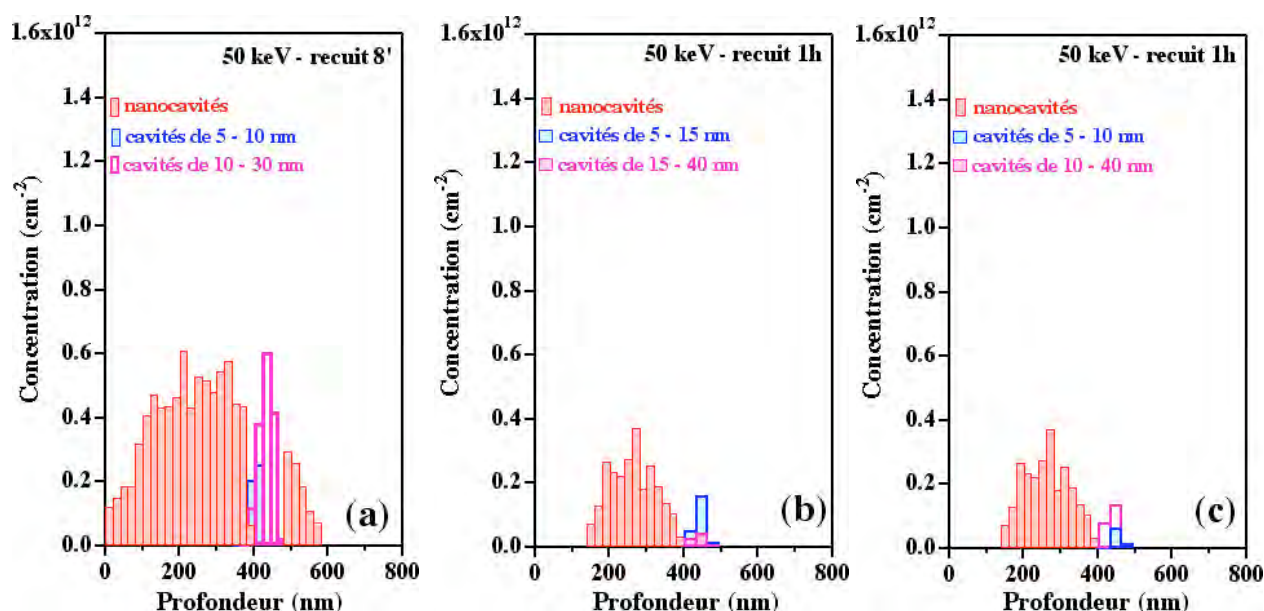 1.6x10¹²
50 keV - recuit 8'
nanocavités
cavités de 5 - 10 nm
cavités de 10 - 30 nm
1.4
1.2
1.0
0.8
0.6
0.4
0.2
0.0
Concentration (cm⁻²)
(a)
0 200 400 600 800
Profondeur (nm)
1.6x10¹²
50 keV - recuit 1h
nanocavités
cavités de 5 - 15 nm
cavités de 15 - 40 nm
1.4
1.2
1.0
0.8
0.6
0.4
0.2
0.0
Concentration (cm⁻²)
(b)
0 200 400 600 800
Profondeur (nm)
1.6x10¹²
50 keV - recuit 1h
nanocavités
cavités de 5 - 10 nm
cavités de 10 - 40 nm
1.4
1.2
1.0
0.8
0.6
0.4
0.2
0.0
Concentration (cm⁻²)
(c)
0 200 400 600 800
Profondeur (nm)